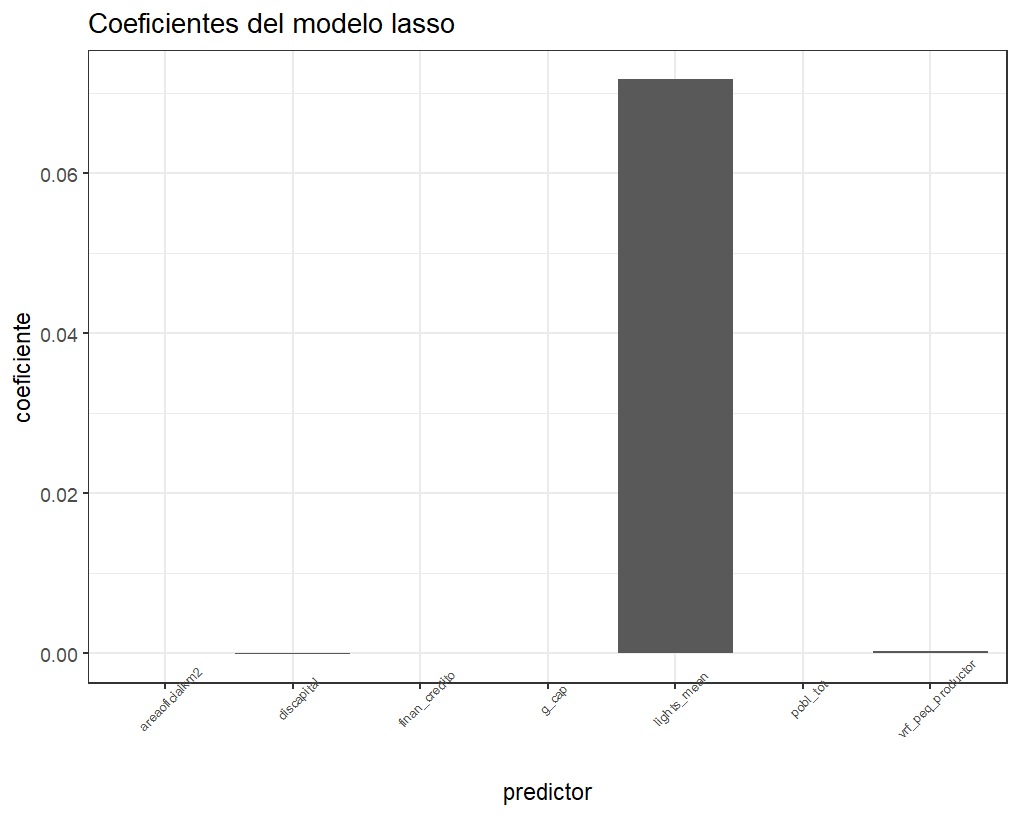 Coeficientes del modelo lasso
coeficiente
0.06
0.04
0.02
0.00
areaoficialkm2
discapital
finan_credito
g_cap
lights_mean
pobl_tot
vrf_peq_productor
predictor